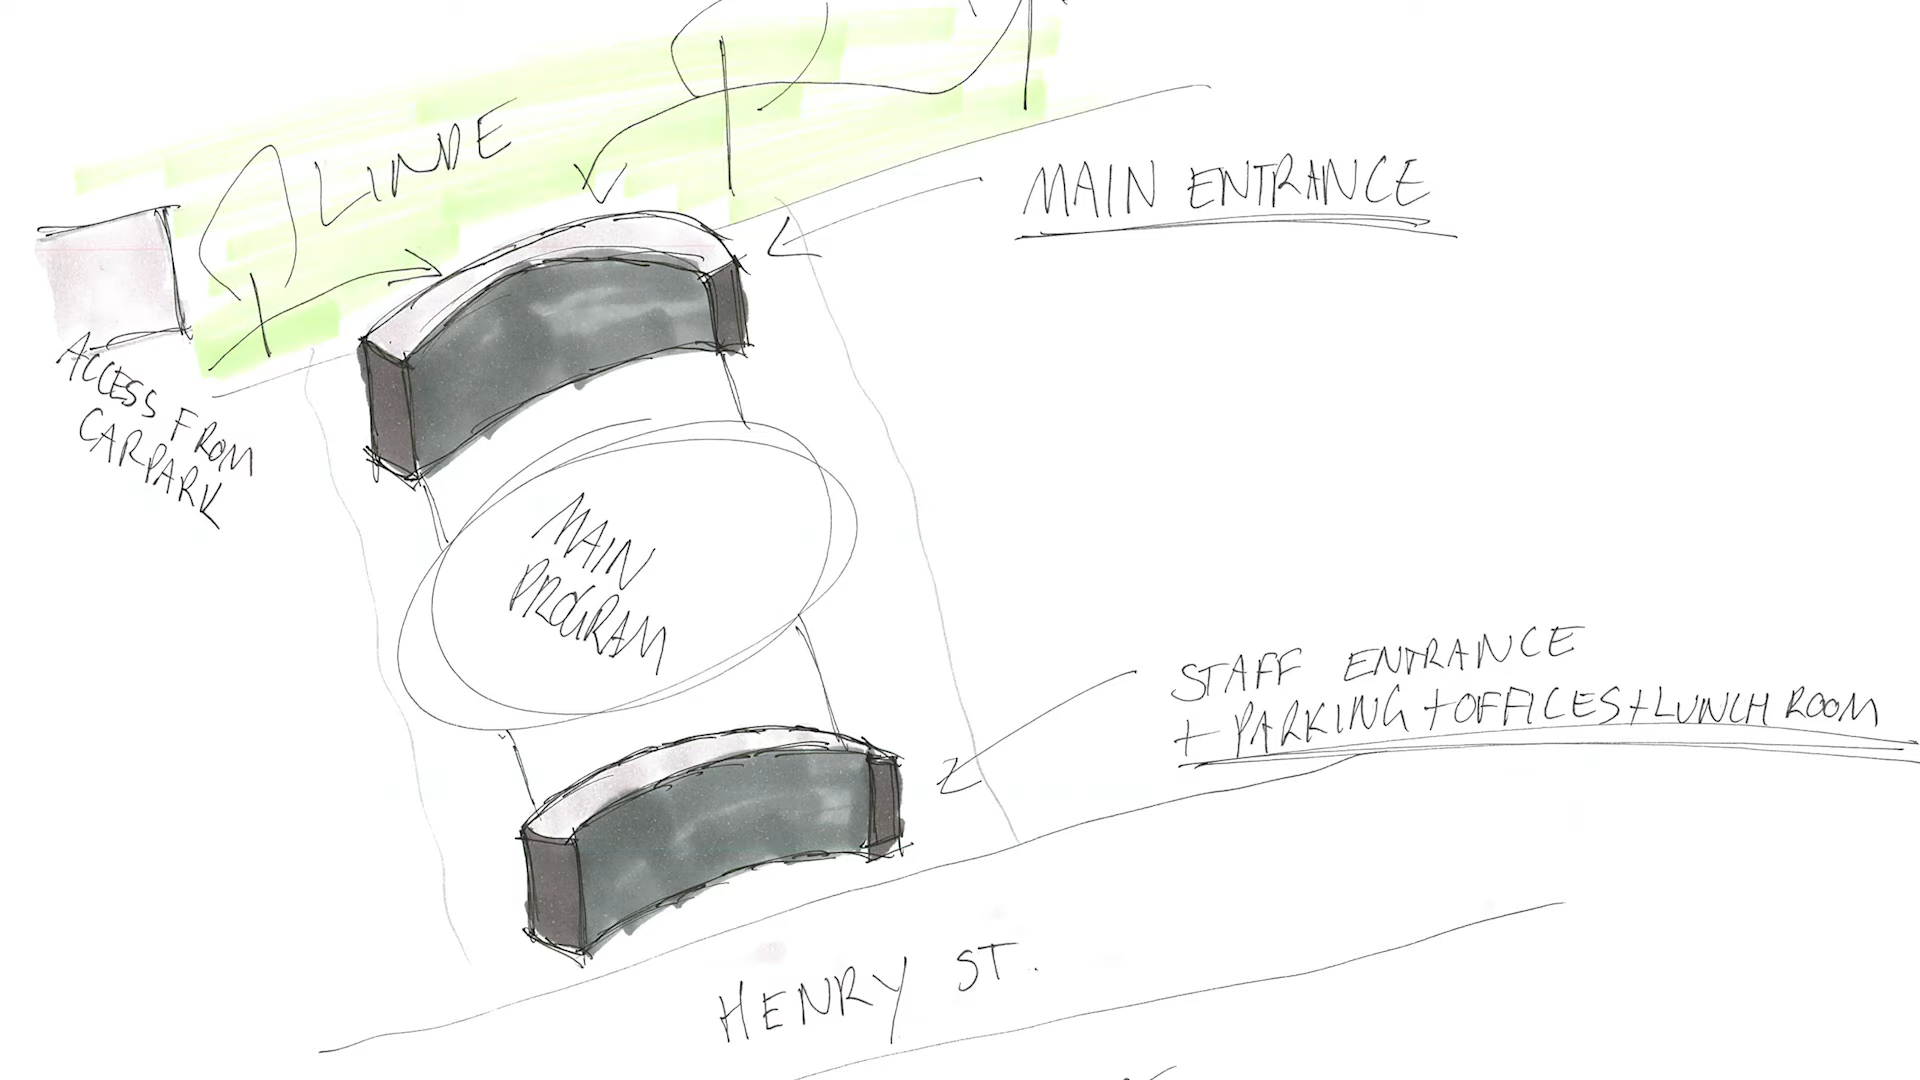 LINDE
MAIN ENTRANCE
ACCESS FROM
CARPARK
MAIN
PROGRAM
STAFF ENTRANCE
+ PARKING + OFFICES + LUNCH ROOM
HENRY ST.